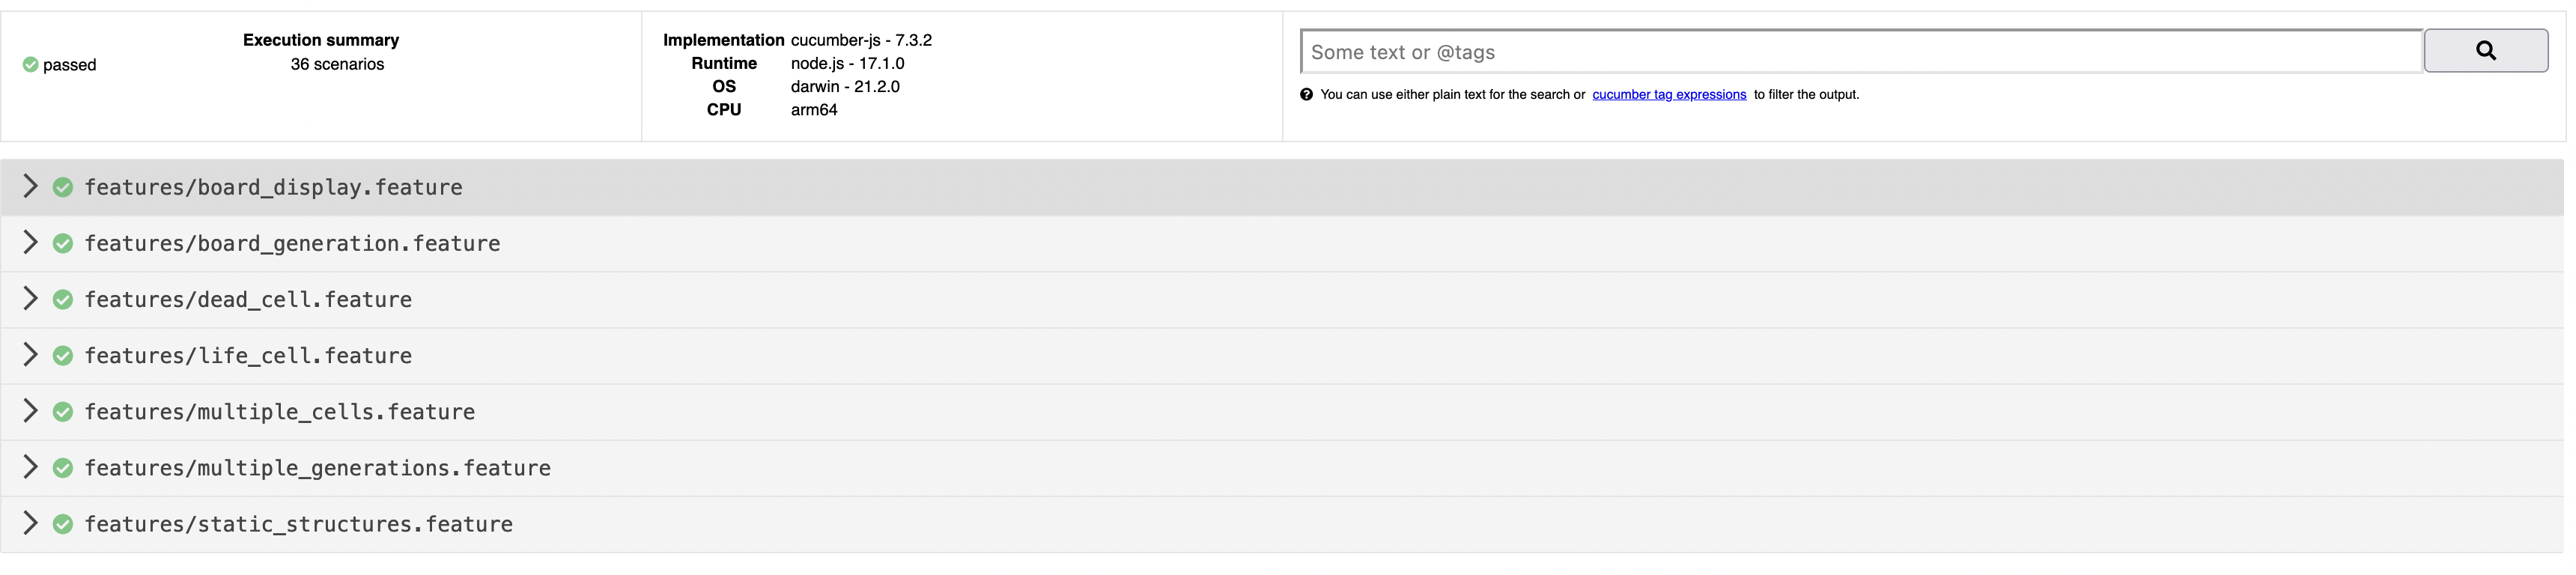 passed
Execution summary
36 scenarios
Implementation cucumber-js - 7.3.2
Runtime node.js - 17.1.0
OS darwin - 21.2.0
CPU arm64
Some text or @tags
You can use either plain text for the search or cucumber tag expressions to filter the output.
features/board_display.feature
features/board_generation.feature
features/dead_cell.feature
features/life_cell.feature
features/multiple_cells.feature
features/multiple_generations.feature
features/static_structures.feature